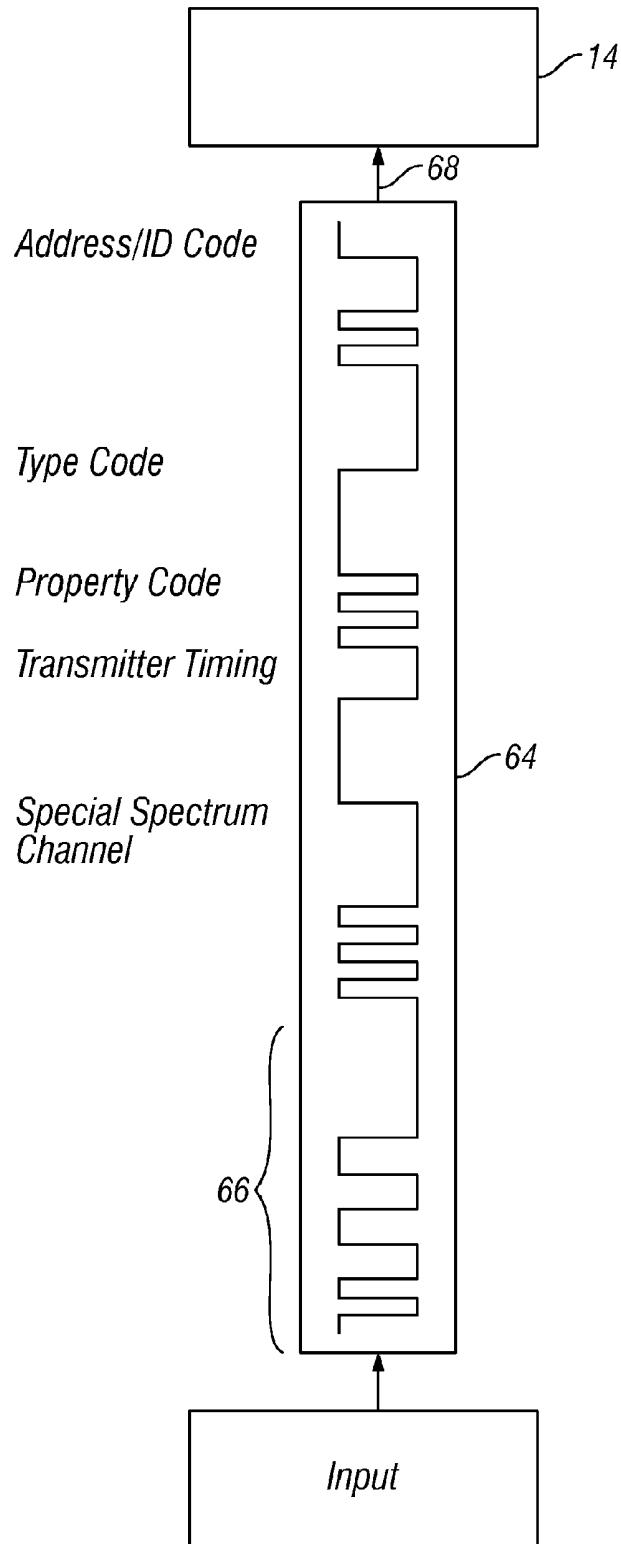 14
68
Address/ID Code
Type Code
Property Code
Transmitter Timing
64
Special Spectrum
Channel
66
Input